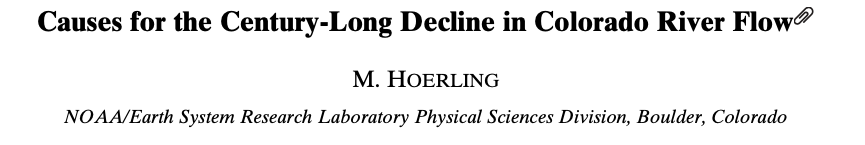 Causes for the Century-Long Decline in Colorado River Flow
M. HOERLING
NOAA/Earth System Research Laboratory Physical Sciences Division, Boulder, Colorado